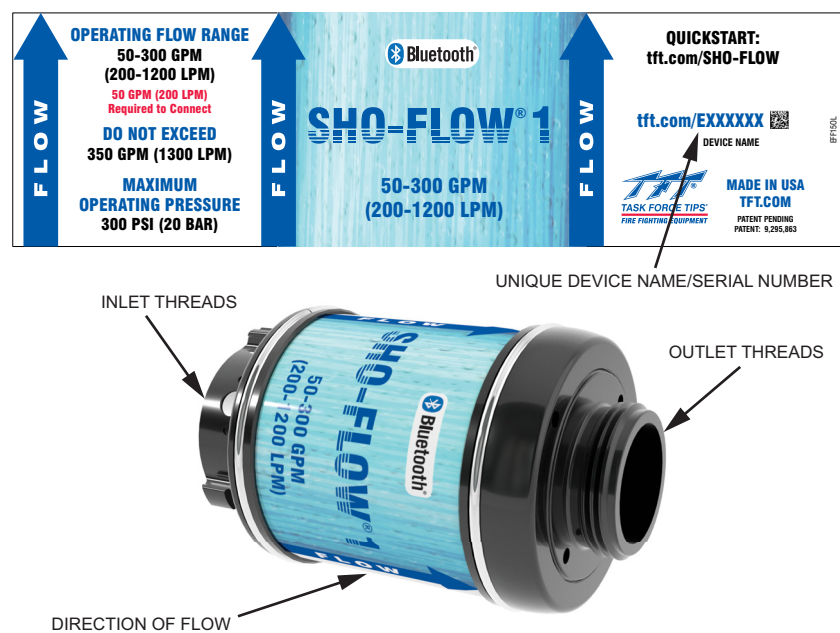 FLOW
OPERATING FLOW RANGE
50-300 GPM
(200-1200 LPM)
50 GPM (200 LPM)
Required to Connect
DO NOT EXCEED
350 GPM (1300 LPM)
MAXIMUM
OPERATING PRESSURE
300 PSI (20 BAR)
FLOW
Bluetooth®
SHO-FLOW® 1
50-300 GPM
(200-1200 LPM)
FLOW
QUICKSTART:
tft.com/SHO-FLOW
tft.com/EXXXXXX
DEVICE NAME
TFT®
TASK FORCE TIPS®
FIRE FIGHTING EQUIPMENT
MADE IN USA
TFT.COM
PATENT PENDING
PATENT: 9,295,863
EFF150L
UNIQUE DEVICE NAME/SERIAL NUMBER
INLET THREADS
OUTLET THREADS
FLOW
SHO-FLOW® 1
50-300 GPM
(200-1200 LPM)
Bluetooth®
FLOW
DIRECTION OF FLOW